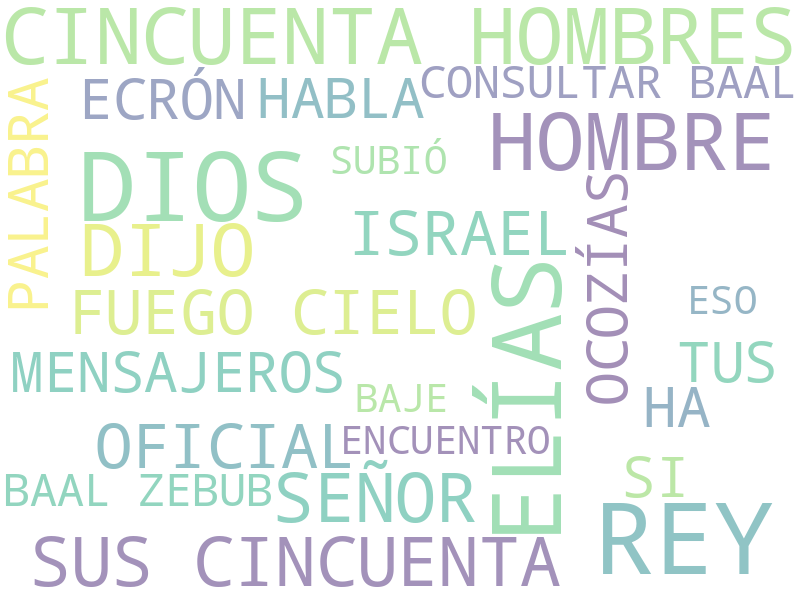 CINCUENTA HOMBRES
ECRÓN HABLA CONSULTAR BAAL
PALABRA
HOMBRE
DIOS
SUBIÓ
OCOZÍAS
ISRAEL
DIJO
ELÍAS
FUEGO CIELO
ESO
MENSAJEROS
TUS
BAJE
HA
OFICIAL
ENCUENTRO
SI
BAAL ZEBUB
SEÑOR
REY
SUS CINCUENTA